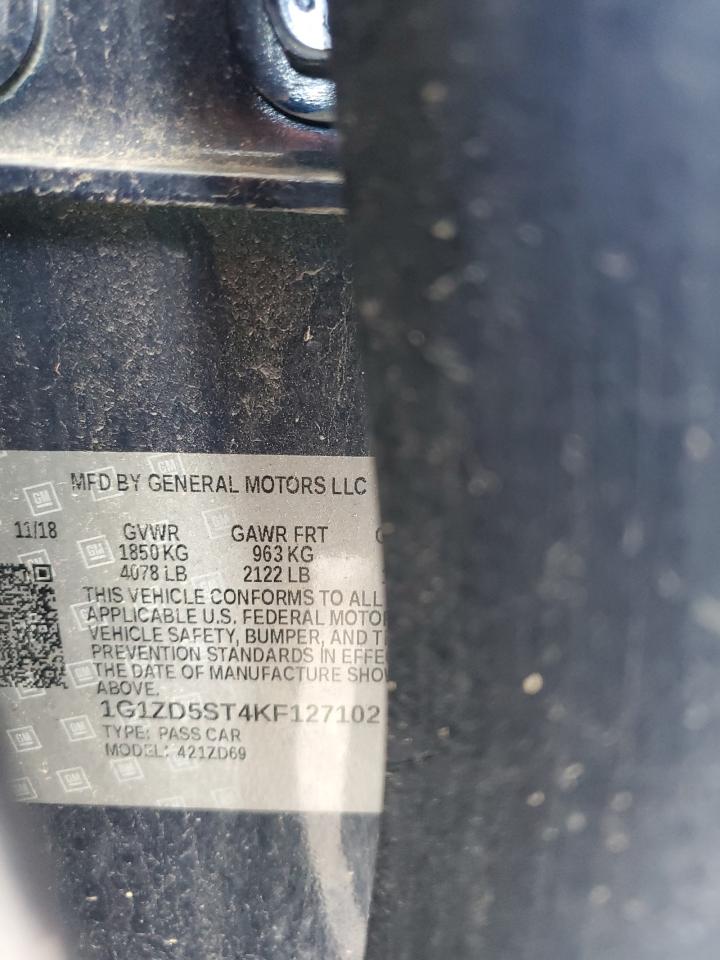 MFD BY GENERAL MOTORS LLC
11/18 GVWR GAWR FRT
1850 KG 963 KG
4078 LB 2122 LB
THIS VEHICLE CONFORMS TO ALL
APPLICABLE U.S. FEDERAL MOTO
VEHICLE SAFETY, BUMPER, AND T
PREVENTION STANDARDS IN EFFE
THE DATE OF MANUFACTURE SHO
ABOVE.
1G1ZD5ST4KF127102
TYPE: PASS CAR
MODEL: 421ZD69